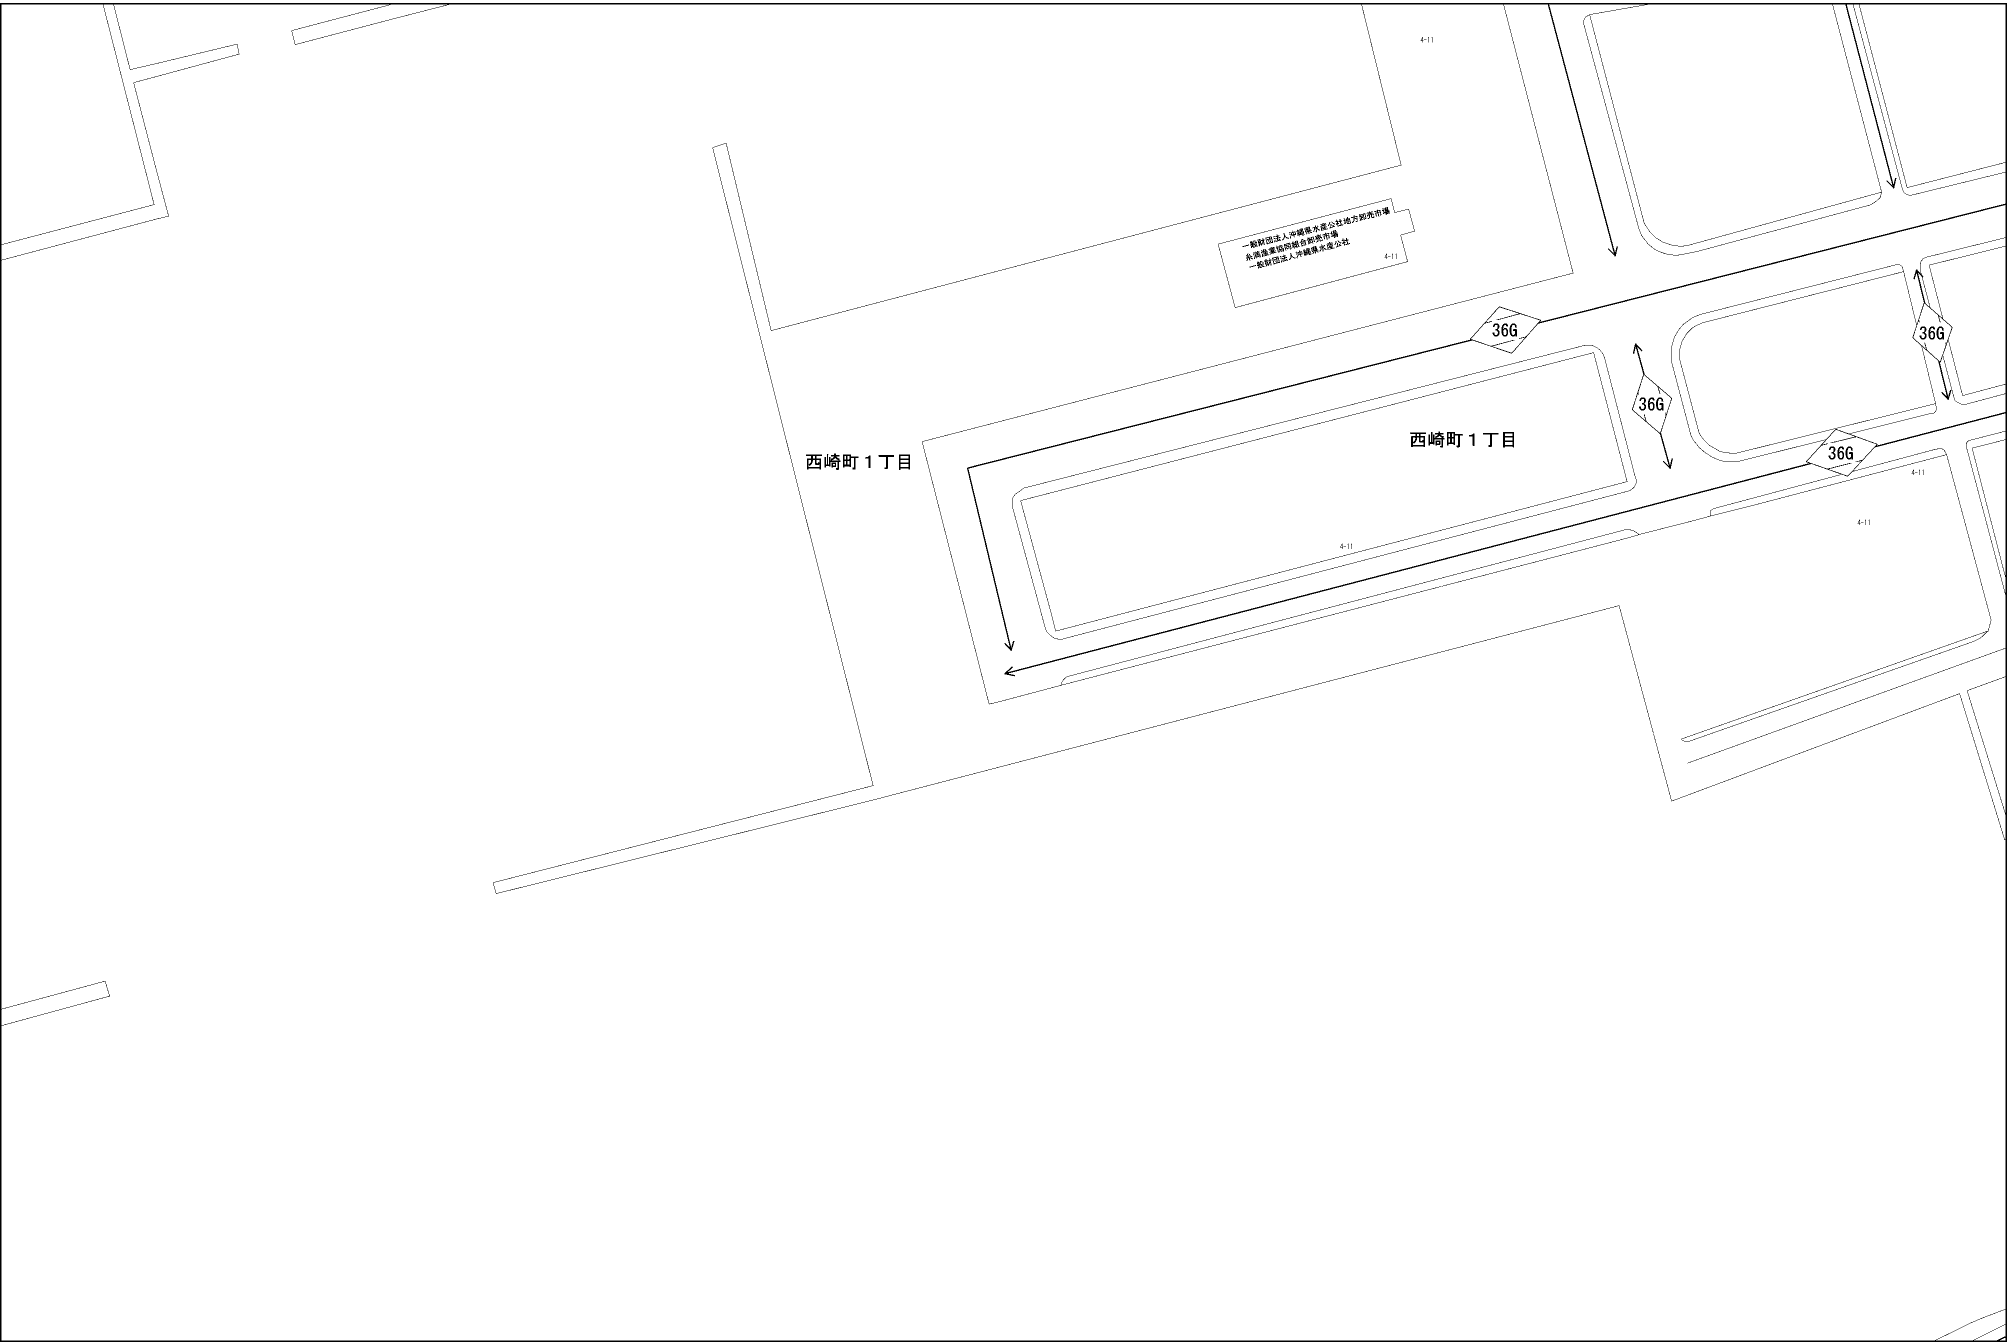 4-11
一般財団法人沖縄県水産公社地方卸売市場
糸満漁業協同組合卸売市場
一般財団法人沖縄県水産公社
4-11
36G
36G
36G
西崎町1丁目
西崎町1丁目
36G
4-11
4-11
4-11